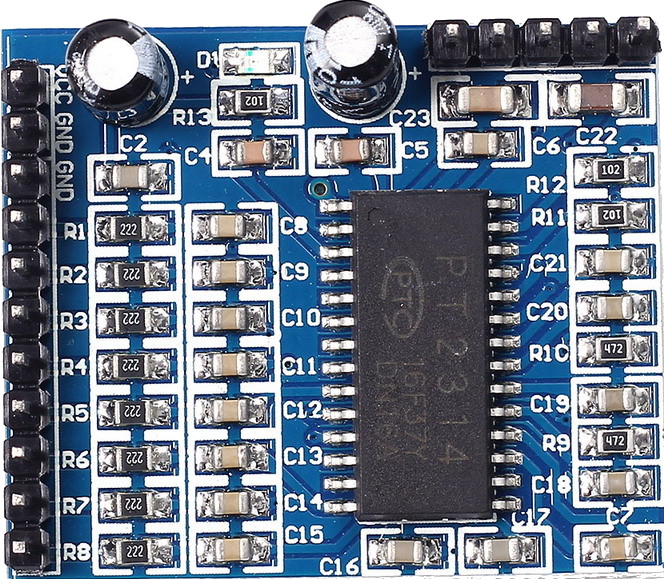 VCC
GND
GND
+
D1
+
R13
102
C23
C22
C2
C4
C5
C6
R12
102
R11
102
R1
222
C8
C21
R2
222
C9
C20
R3
222
C10
R10
472
R4
222
C11
C19
R5
222
C12
R9
472
R6
222
C13
C18
R7
222
C14
R8
222
C15
C16
C17
C7
PT2314
PTC